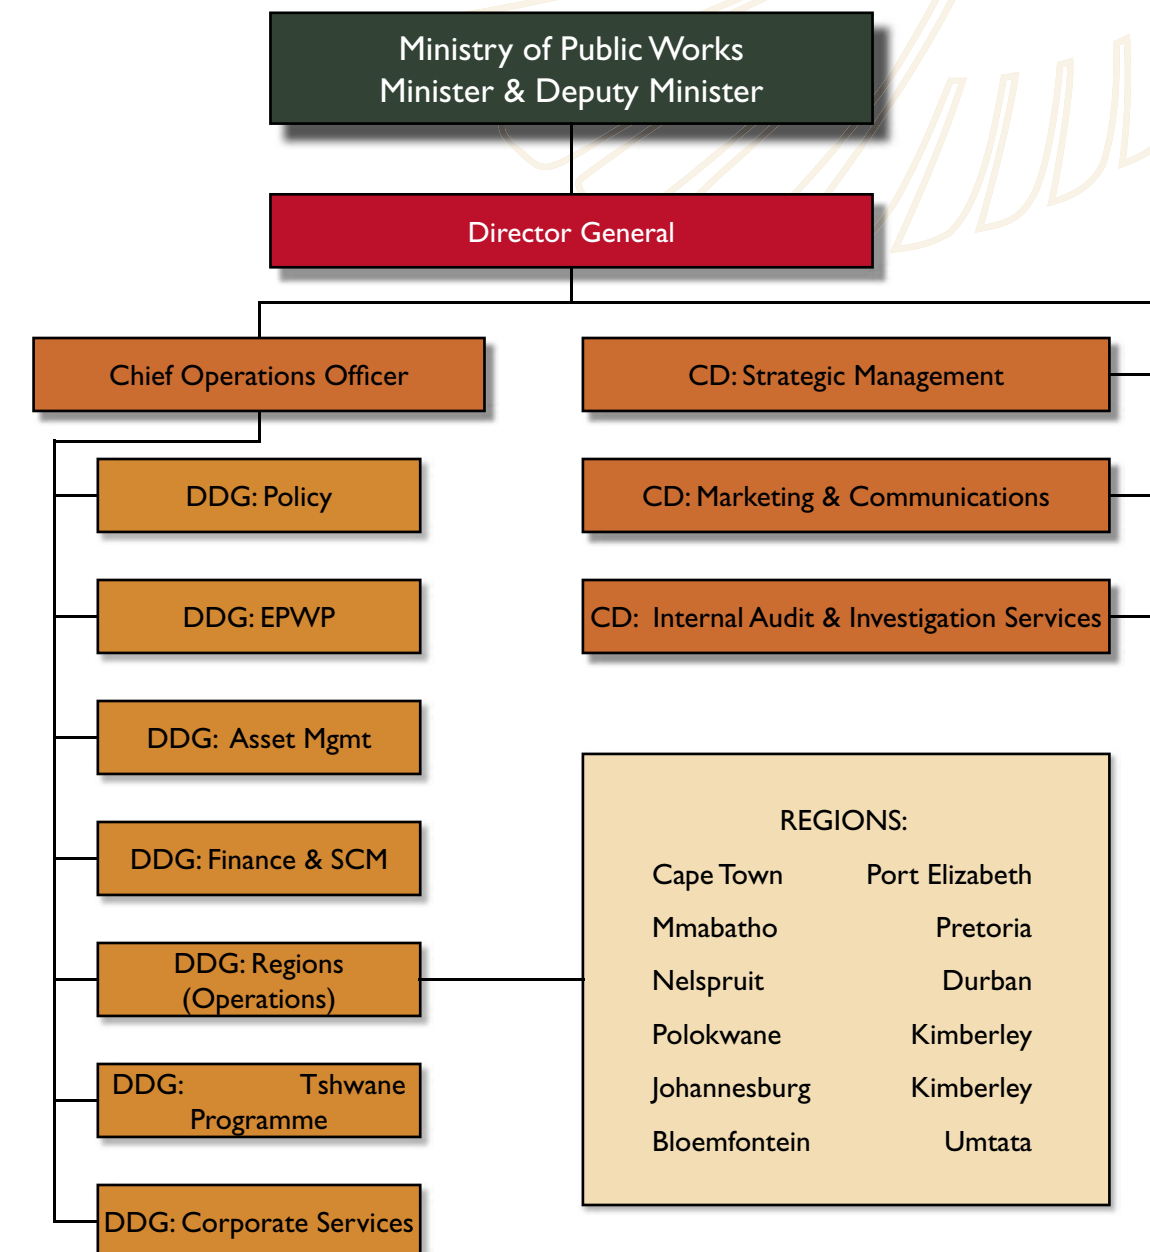 Ministry of Public Works
Minister & Deputy Minister
Director General
Chief Operations Officer
CD: Strategic Management
DDG: Policy
CD: Marketing & Communications
DDG: EPWP
CD: Internal Audit & Investigation Services
DDG: Asset Mgmt
DDG: Finance & SCM
DDG: Regions
(Operations)
DDG: Tshwane
Programme
DDG: Corporate Services
REGIONS:
Cape Town Port Elizabeth
Mmabatho Pretoria
Nelspruit Durban
Polokwane Kimberley
Johannesburg Kimberley
Bloemfontein Umtata